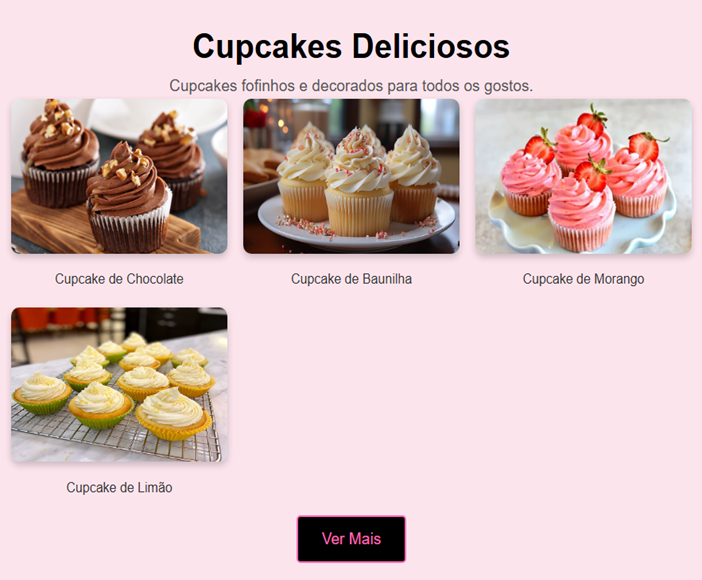 Cupcakes Deliciosos
Cupcakes fofinhos e decorados para todos os gostos.
Cupcake de Chocolate
Cupcake de Baunilha
Cupcake de Morango
Cupcake de Limão
Ver Mais